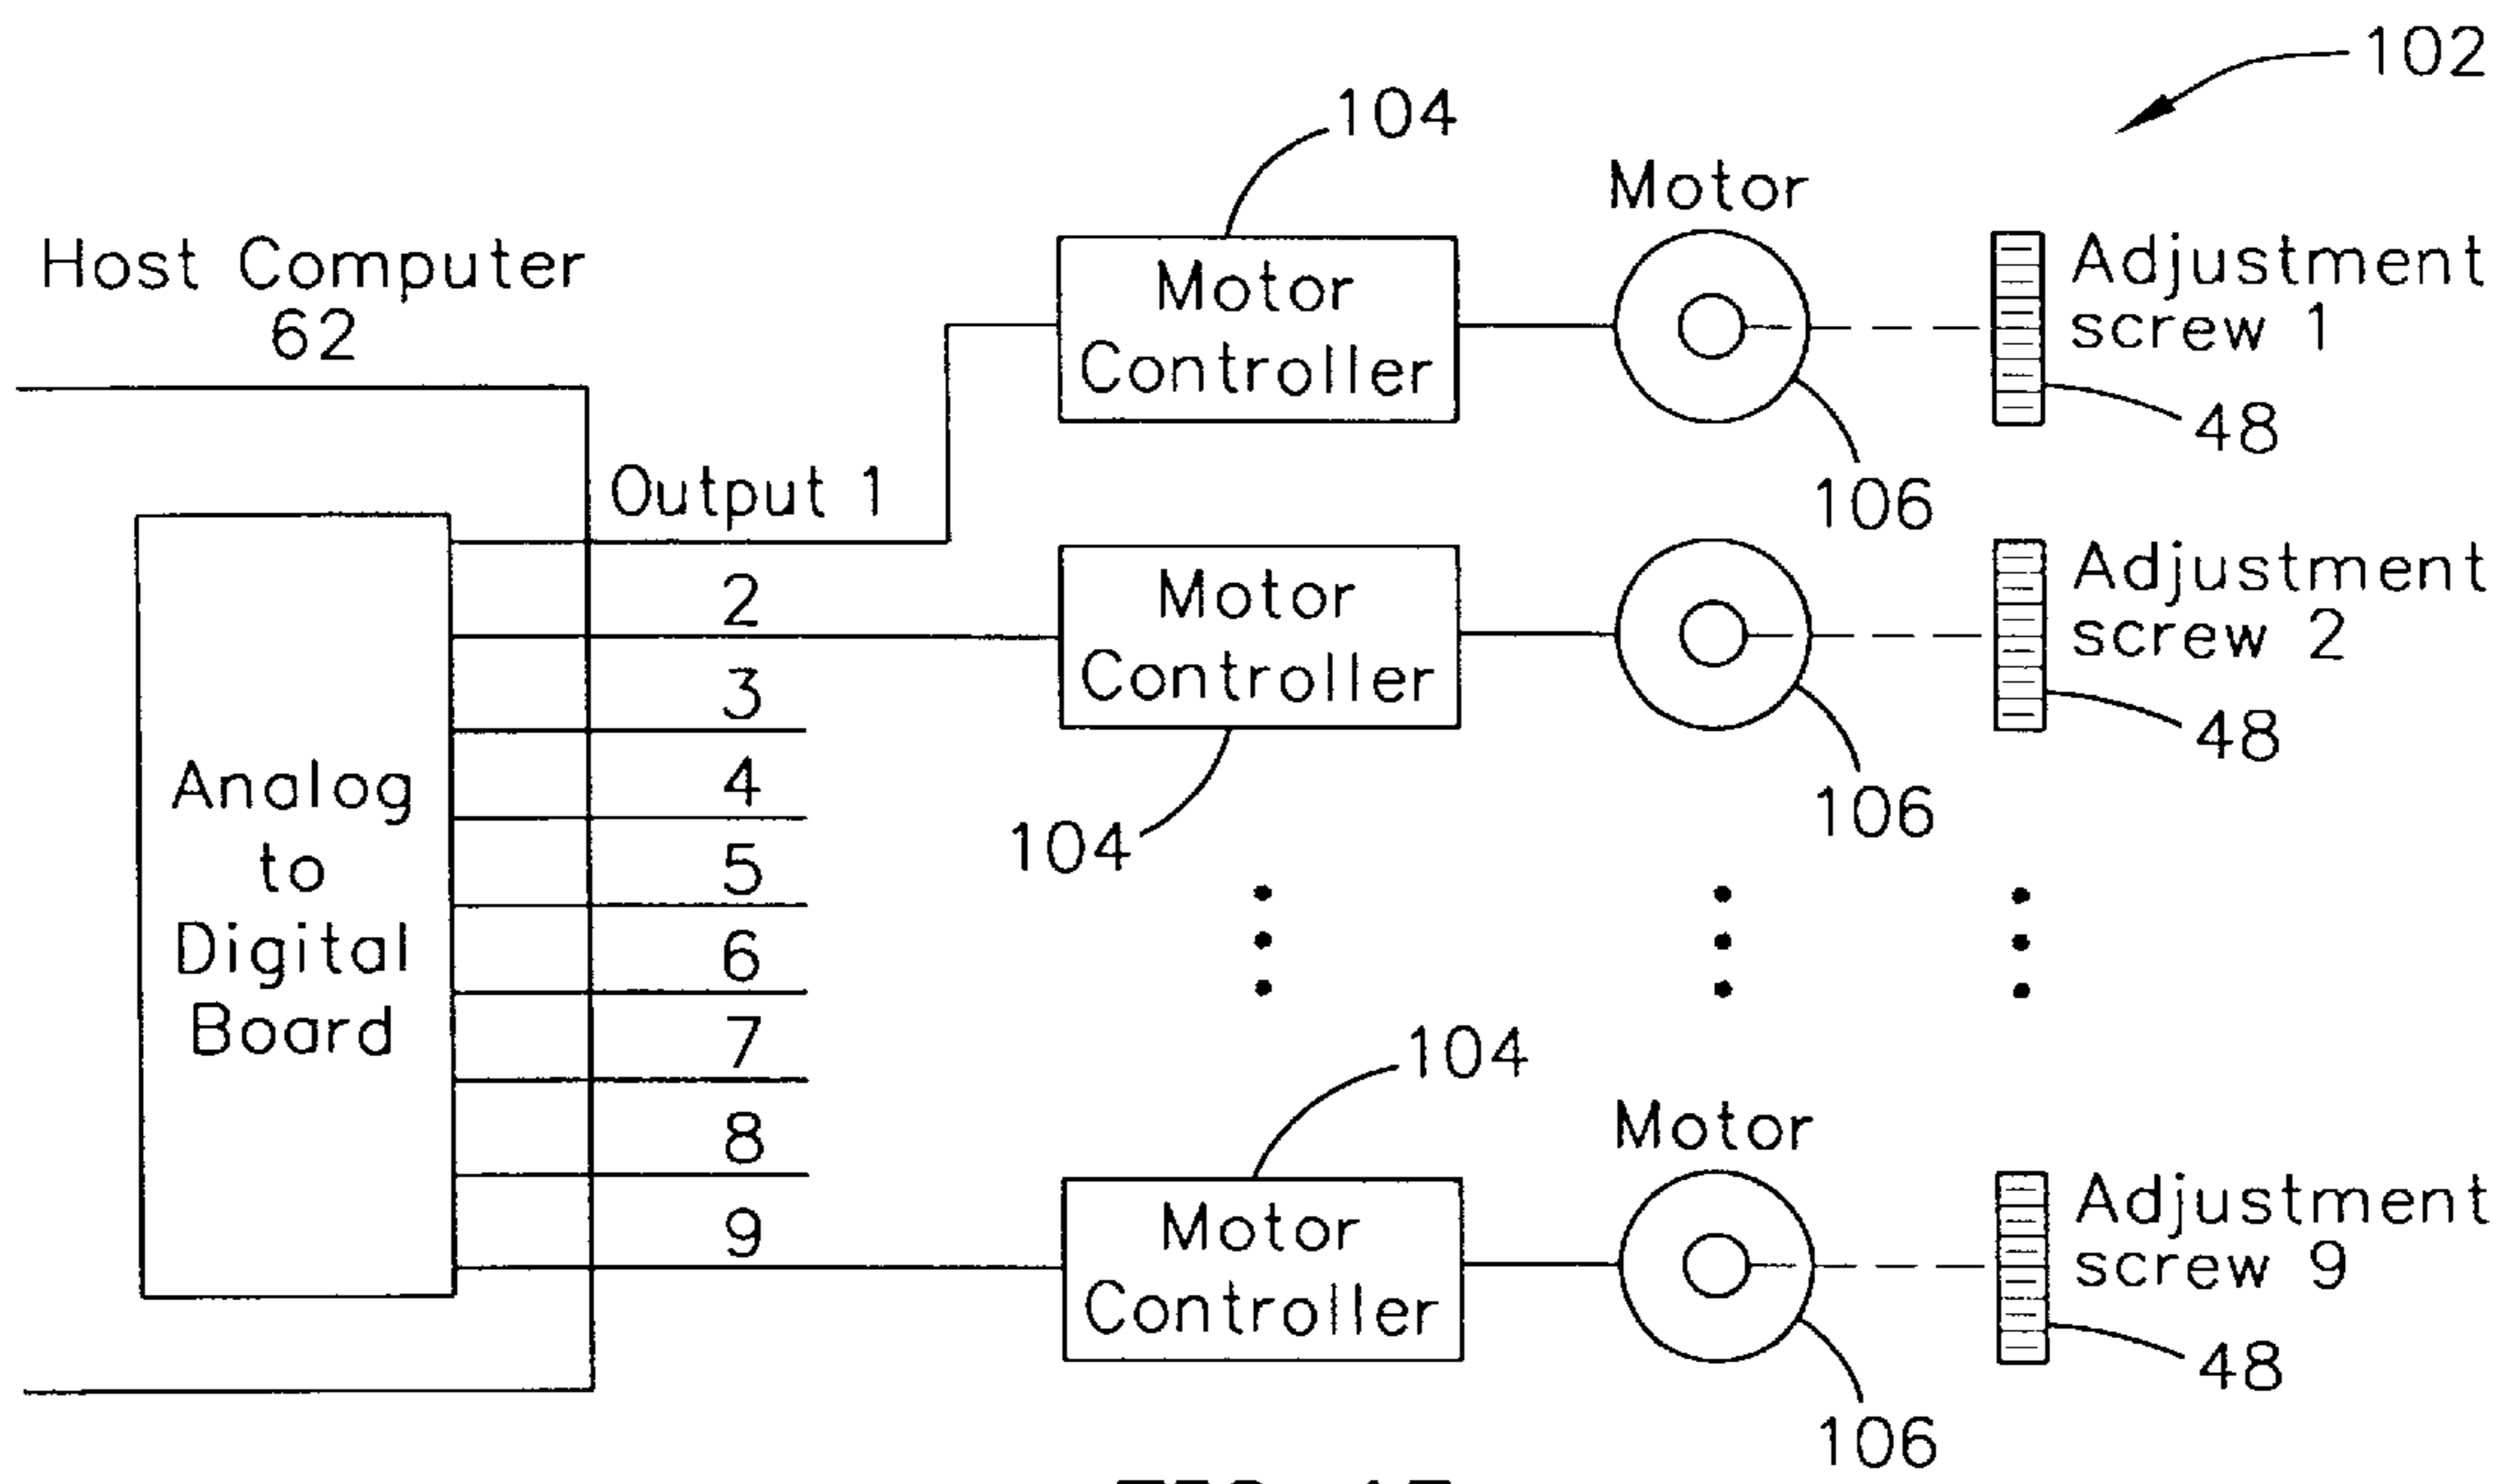 102
104
Motor
Host Computer
62
Motor
Controller
Adjustment
screw 1
48
106
Output 1
2
3
4
5
6
7
8
9
Analog
to
Digital
Board
Motor
Controller
104
Adjustment
screw 2
48
106
104
Motor
Motor
Controller
Adjustment
screw 9
48
106